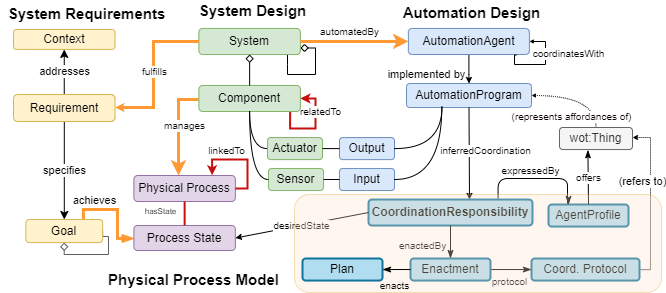 System Requirements
System Design
Automation Design
Context
System
automatedBy
AutomationAgent
coordinatesWith
addresses
fulfills
implemented by
Requirement
Component
relatedTo
AutomationProgram
manages
(represents affordances of)
wot:Thing
Actuator
Output
linkedTo
inferredCoordination
specifies
Sensor
Input
expressedBy
offers
(refers to)
Physical Process
achieves
hasState
CoordinationResponsibility
AgentProfile
Goal
Process State
desiredState
enactedBy
Physical Process Model
Plan
enacts
Enactment
protocol
Coord. Protocol